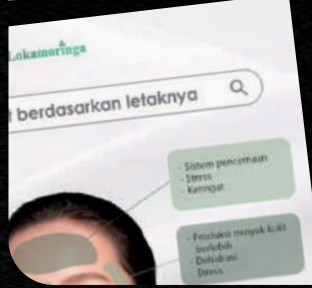 Lokamoringa
t berdasarkan letaknya
- Sistem pencernaan
- Stress
- Keringat
- Produksi minyak kulit
berlebih
- Dehidrasi
- Stress